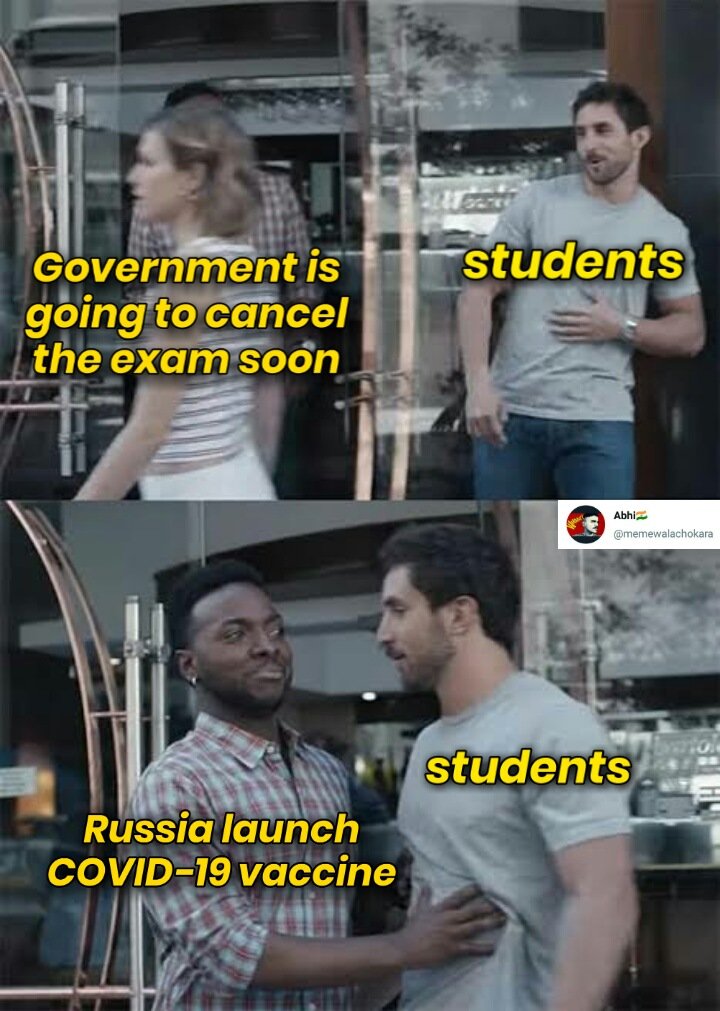 Government is
going to cancel
the exam soon
students
Abhi🇮🇳
@memewalachokara
students
Russia launch
COVID-19 vaccine